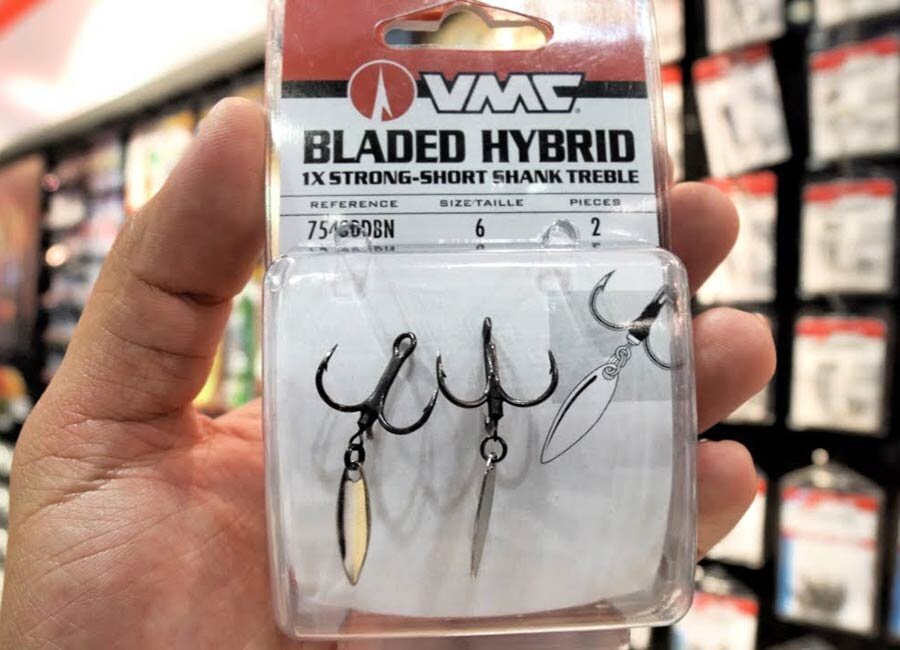 VMC
BLADED HYBRID
1X STRONG-SHORT SHANK TREBLE
REFERENCE SIZE/TAILLE PIECES
6 2